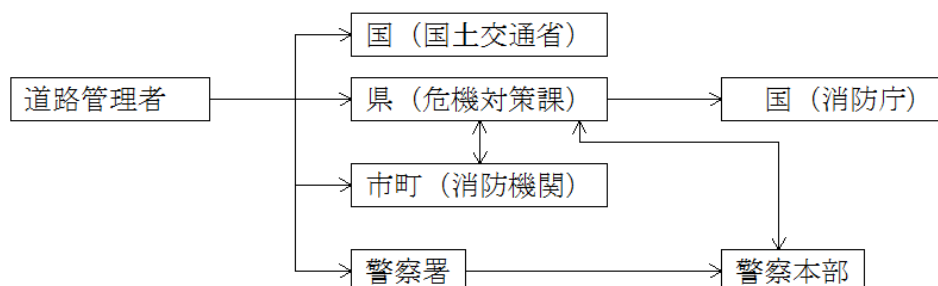 国（国土交通省）
道路管理者
県（危機対策課）
国（消防庁）
市町（消防機関）
警察署
警察本部